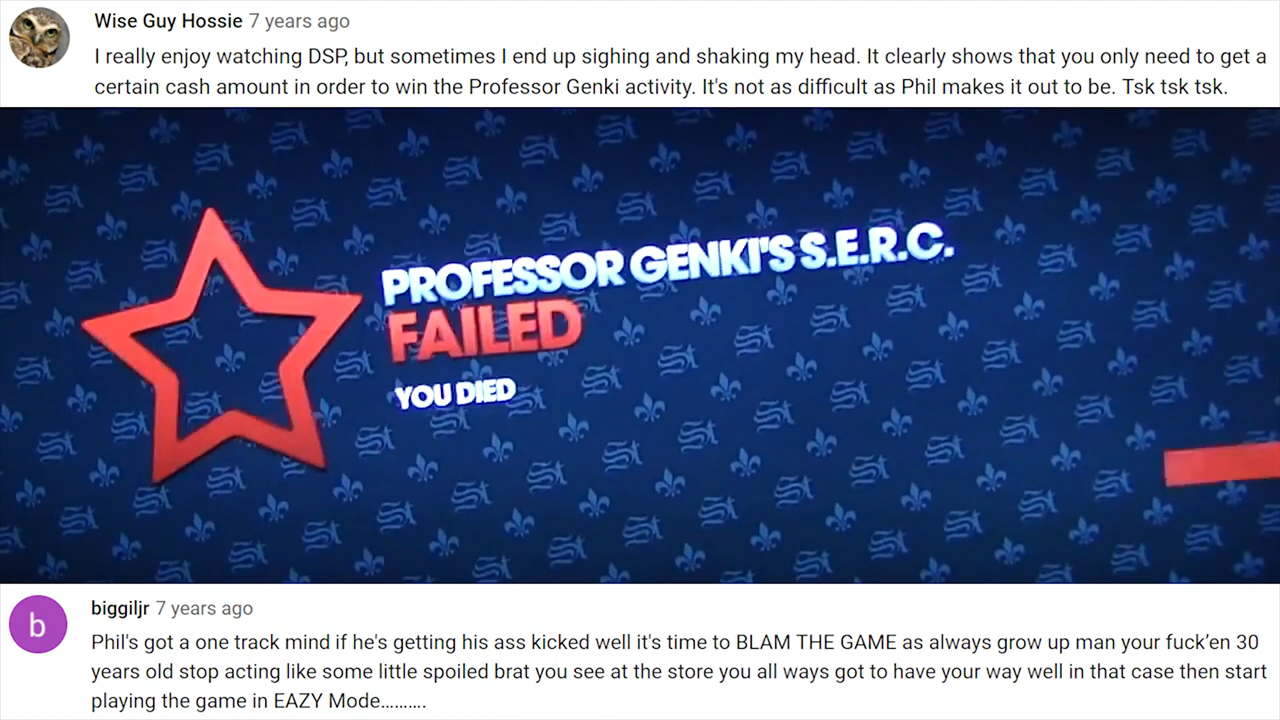 Wise Guy Hossie 7 years ago
I really enjoy watching DSP, but sometimes I end up sighing and shaking my head. It clearly shows that you only need to get a
certain cash amount in order to win the Professor Genki activity. It's not as difficult as Phil makes it out to be. Tsk tsk tsk.
PROFESSOR GENKI'S S.E.R.C.
FAILED
YOU DIED
b
biggiljr 7 years ago
Phil's got a one track mind if he's getting his ass kicked well it's time to BLAM THE GAME as always grow up man your fuck’en 30
years old stop acting like some little spoiled brat you see at the store you all ways got to have your way well in that case then start
playing the game in EAZY Mode..........